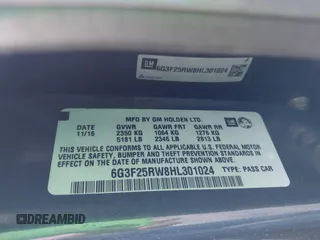 GM
6G3F25RW8HL301024
GM
MFD BY GM HOLDEN LTD.
DATE GVWR GAWR FRT GAWR RR
11/16 2350 KG 1064 KG 1276 KG
5181 LB 2346 LB 2813 LB
THIS VEHICLE CONFORMS TO ALL APPLICABLE U.S. FEDERAL MOTOR
VEHICLE SAFETY, BUMPER, AND THEFT PREVENTION STANDARDS IN
EFFECT ON THE DATE OF MANUFACTURE SHOWN ABOVE.
6G3F25RW8HL301024 TYPE: PASS CAR
DREAMBID